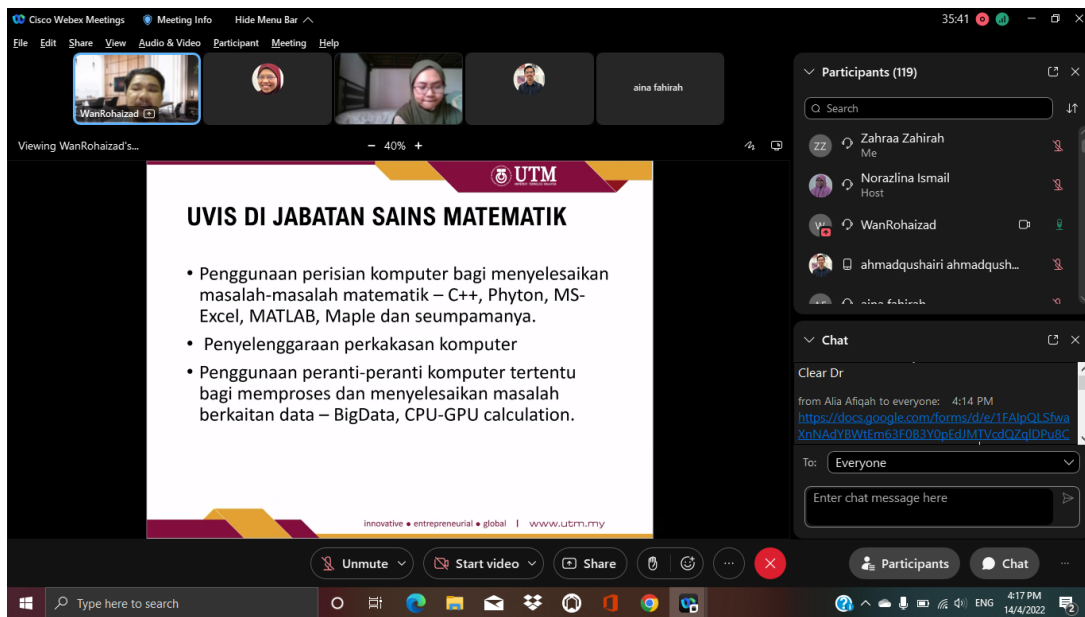 Cisco Webex Meetings Meeting Info Hide Menu Bar
35:41
File Edit Share View Audio & Video Participant Meeting Help
WanRohaizad
aina fahirah
Viewing WanRohaizad's...
− 40% +
UTM
UVIS DI JABATAN SAINS MATEMATIK
• Penggunaan perisian komputer bagi menyelesaikan
masalah-masalah matematik – C++, Phyton, MS-
Excel, MATLAB, Maple dan seumpamanya.
• Penyelenggaraan perkakasan komputer
• Penggunaan peranti-peranti komputer tertentu
bagi memproses dan menyelesaikan masalah
berkaitan data – BigData, CPU-GPU calculation.
innovative ● entrepreneurial ● global | www.utm.my
Participants (119)
Search
ZZ
Zahraa Zahirah
Me
Norazlina Ismail
Host
WanRohaizad
ahmadqushairi ahmadqush...
aina fahirah
Chat
Clear Dr
from Alia Afiqah to everyone: 4:14 PM
https://docs.google.com/forms/d/e/1FAIpQLSfwa
XnNAdYBWtEm63F0B3Y0pEdJMTVcdQZqlDPu8C
To: Everyone
Enter chat message here
Unmute
Start video
Share
Participants
Chat
Type here to search
ENG
4:17 PM
14/4/2022
2